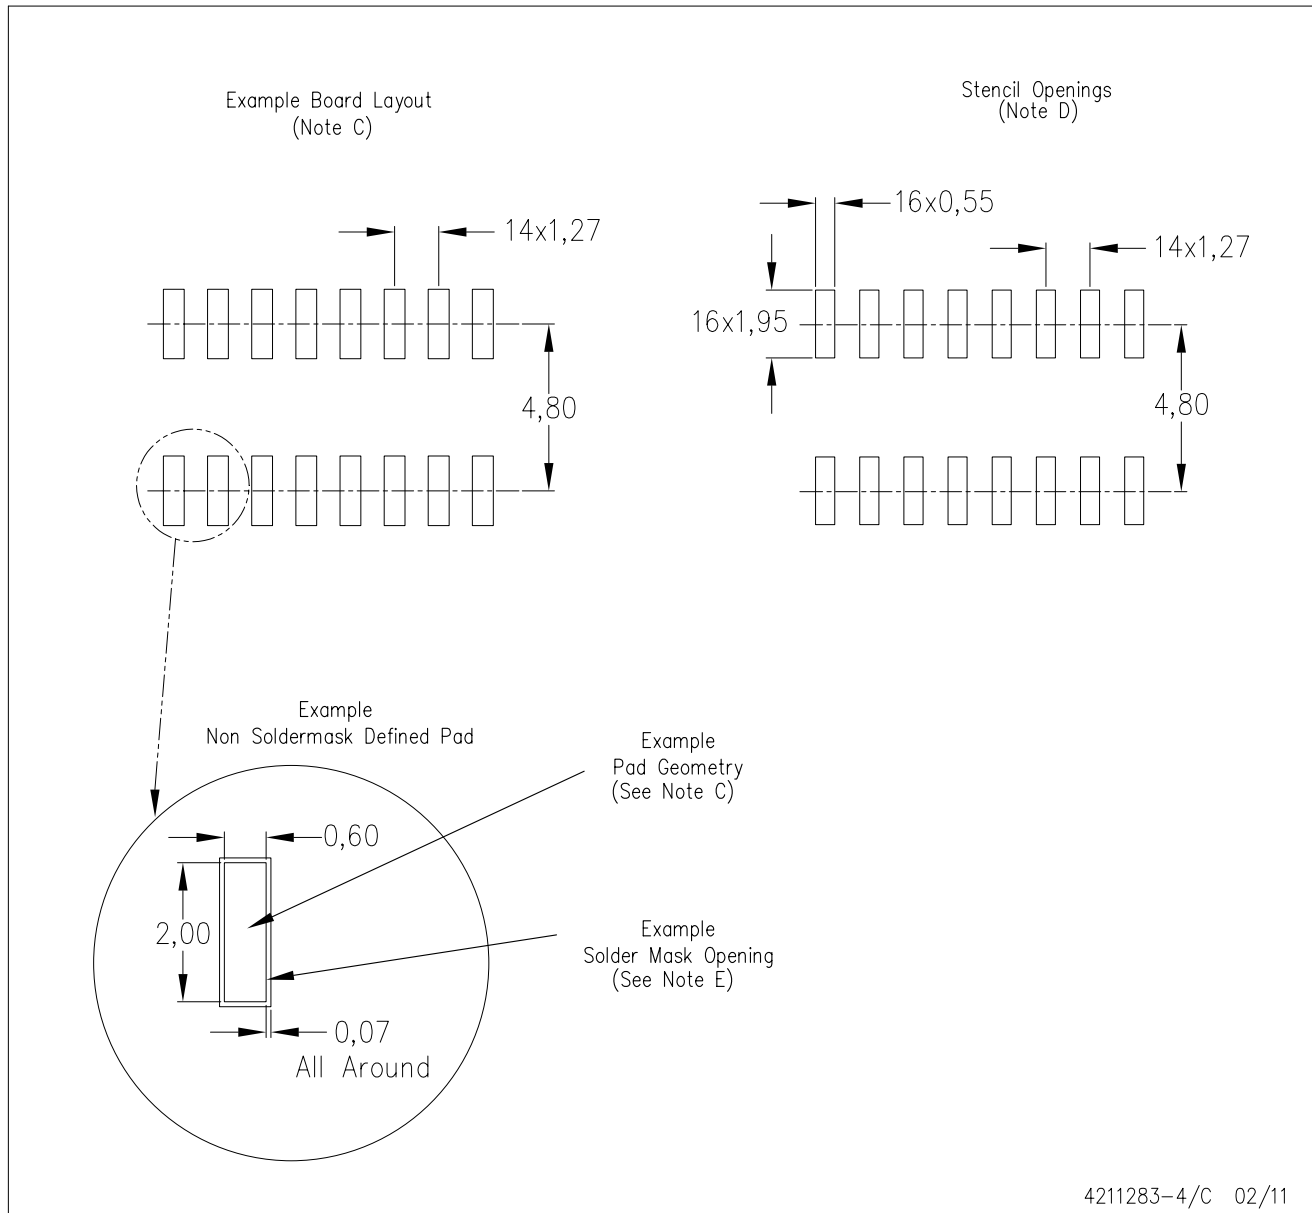 Example Board Layout
(Note C)
Stencil Openings
(Note D)
14x1,27
4,80
16x0,55
14x1,27
16x1,95
4,80
Example
Non Soldermask Defined Pad
Example
Pad Geometry
(See Note C)
0,60
2,00
Example
Solder Mask Opening
(See Note E)
0,07
All Around
4211283-4/C 02/11